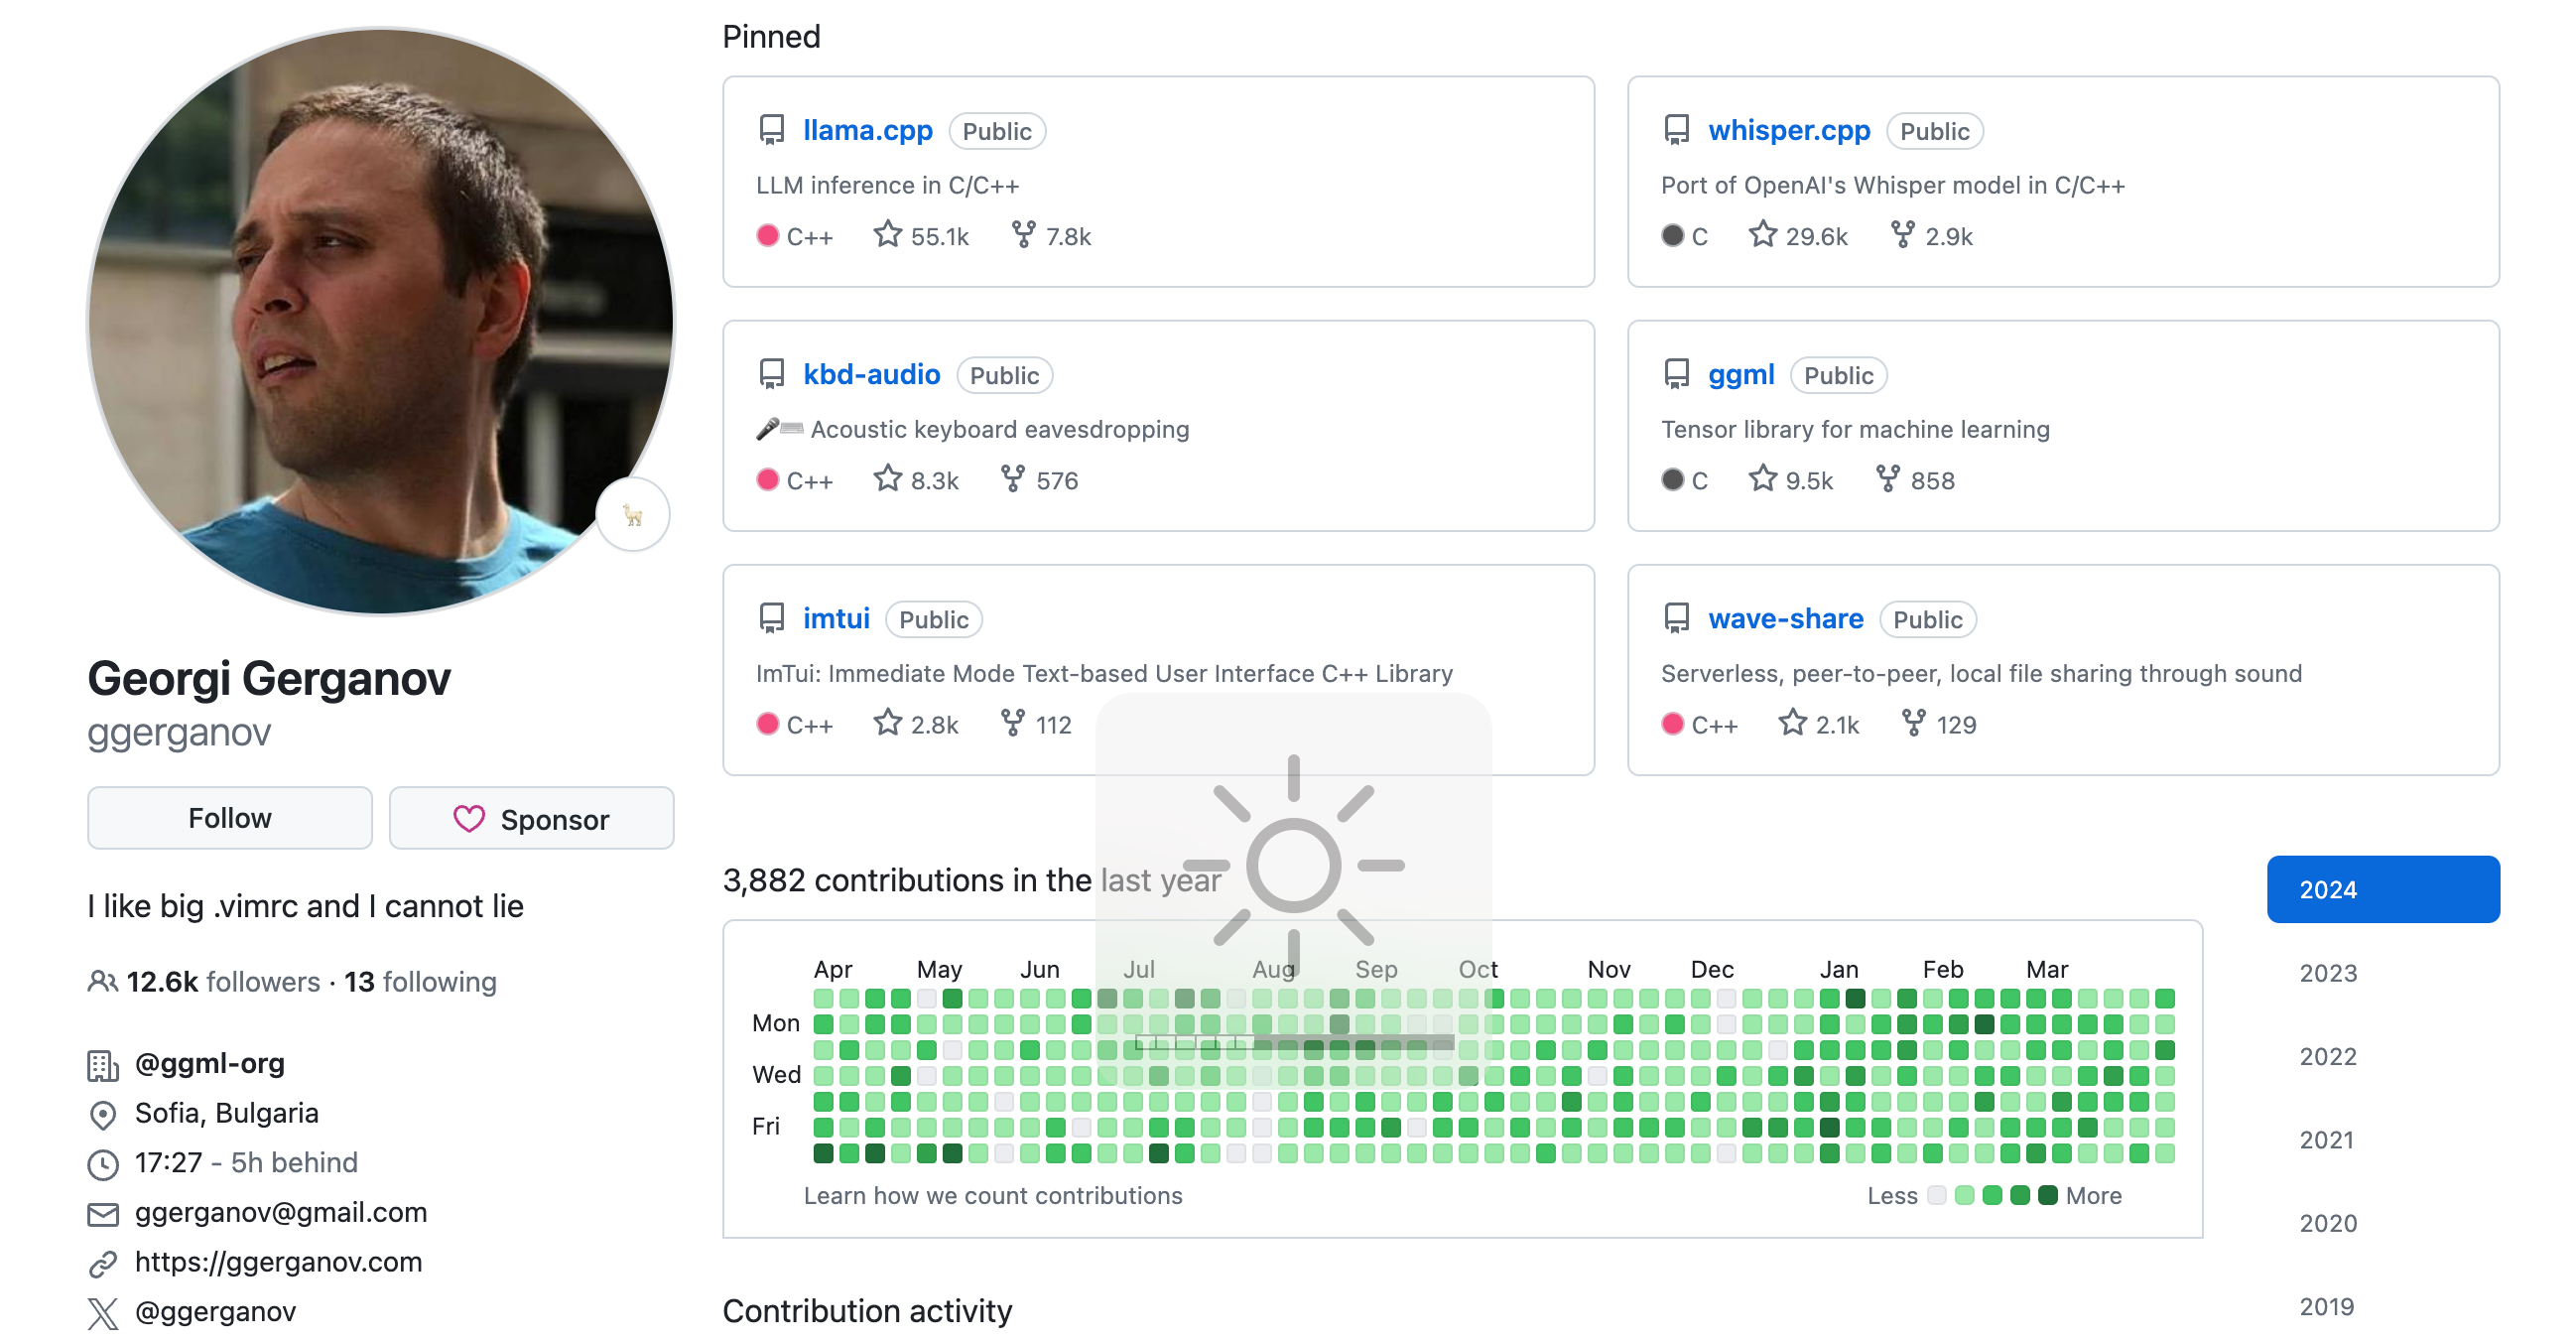 Georgi Gerganov
ggerganov
Follow
Sponsor
I like big .vimrc and I cannot lie
12.6k followers · 13 following
@ggml-org
Sofia, Bulgaria
17:27 - 5h behind
ggerganov@gmail.com
https://ggerganov.com
@ggerganov
Pinned
llama.cpp Public
LLM inference in C/C++
C++ 55.1k 7.8k
whisper.cpp Public
Port of OpenAI's Whisper model in C/C++
C 29.6k 2.9k
kbd-audio Public
🎤⌨️ Acoustic keyboard eavesdropping
C++ 8.3k 576
ggml Public
Tensor library for machine learning
C 9.5k 858
imtui Public
ImTui: Immediate Mode Text-based User Interface C++ Library
C++ 2.8k 112
wave-share Public
Serverless, peer-to-peer, local file sharing through sound
C++ 2.1k 129
3,882 contributions in the last year
Apr May Jun Jul Aug Sep Oct Nov Dec Jan Feb Mar
Mon
Wed
Fri
Learn how we count contributions
Less More
2024
2023
2022
2021
2020
2019
Contribution activity